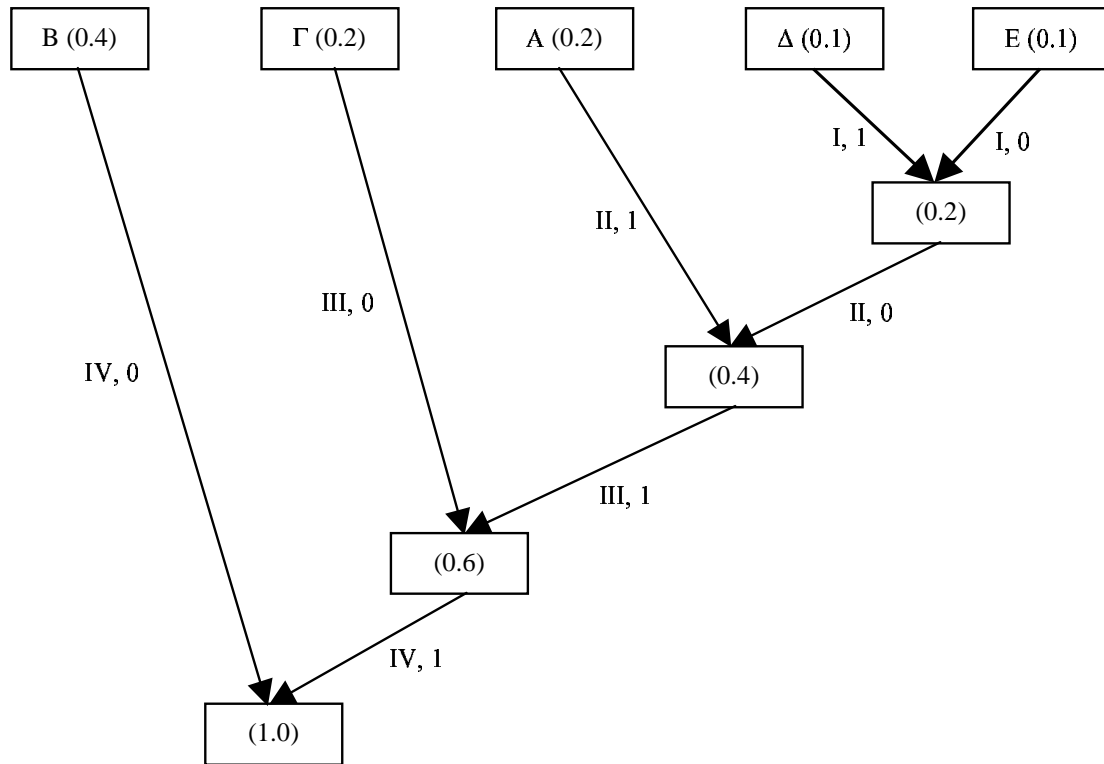 Β (0.4)
Γ (0.2)
Α (0.2)
Δ (0.1)
Ε (0.1)
I, 1
I, 0
(0.2)
II, 1
III, 0
II, 0
IV, 0
(0.4)
III, 1
(0.6)
IV, 1
(1.0)